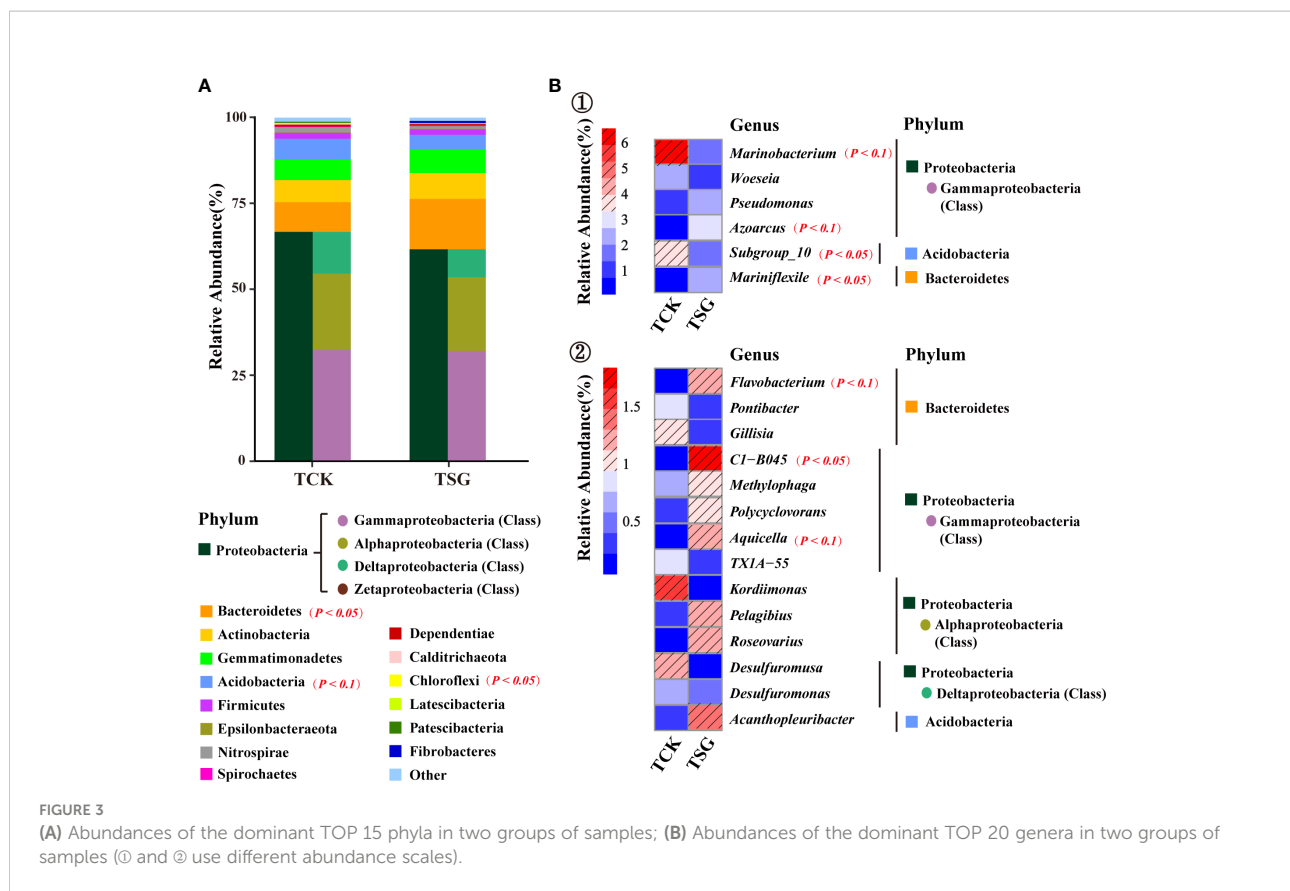 A
Relative Abundance(%)
100
75
50
25
0
TCK
TSG
Phylum
Proteobacteria
Gammaproteobacteria (Class)
Alphaproteobacteria (Class)
Deltaproteobacteria (Class)
Zetaproteobacteria (Class)
Bacteroidetes (P < 0.05)
Actinobacteria
Gemmatimonadetes
Acidobacteria (P < 0.1)
Firmicutes
Epsilonbacteraeota
Nitrospirae
Spirochaetes
Dependentiae
Calditrichaeota
Chloroflexi (P < 0.05)
Latescibacteria
Patescibacteria
Fibrobacteres
Other
B
①
Relative Abundance(%)
6
5
4
3
2
1
Genus
Phylum
Marinobacterium (P < 0.1)
Woeseia
Pseudomonas
Azoarcus (P < 0.1)
Subgroup_10 (P < 0.05)
Mariniflexile (P < 0.05)
Proteobacteria
Gammaproteobacteria
(Class)
Acidobacteria
Bacteroidetes
TCK
TSG
②
Relative Abundance(%)
1.5
1
0.5
Genus
Phylum
Flavobacterium (P < 0.1)
Pontibacter
Gillisia
C1−B045 (P < 0.05)
Methylophaga
Polycyclovorans
Aquicella (P < 0.1)
TX1A−55
Kordiimonas
Pelagibius
Roseovarius
Desulfuromusa
Desulfuromonas
Acanthopleuribacter
Bacteroidetes
Proteobacteria
Gammaproteobacteria
(Class)
Proteobacteria
Alphaproteobacteria
(Class)
Proteobacteria
Deltaproteobacteria (Class)
Acidobacteria
TCK
TSG
FIGURE 3
(A) Abundances of the dominant TOP 15 phyla in two groups of samples; (B) Abundances of the dominant TOP 20 genera in two groups of
samples (① and ② use different abundance scales).